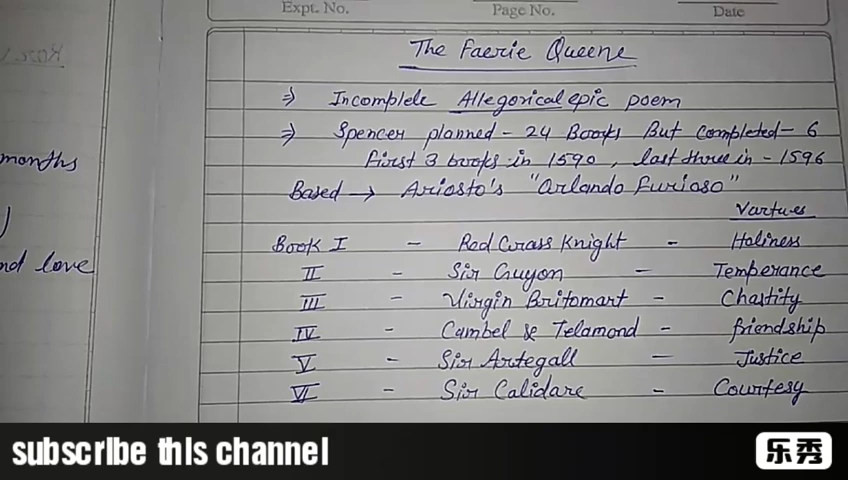 Expt. No.
Page No.
Date
The Faerie Queene
⇒ Incomplele Allegorical epic poem
⇒ Spencer planned - 24 Books But Completed - 6
first 3 books in 1590, last three in - 1596
Based → Ariosto's "Orlando Furioso"
Vartues
Book I - Red Crass Knight - Holiness
II - Sir Guyon - Temperance
III - Virgin Britomart - Chastity
IV - Cambel & Telamond - friendship
V - Sir Artegall - Justice
VI - Sir Calidare - Courtesy
months
)
nd love
subscribe this channel
乐秀